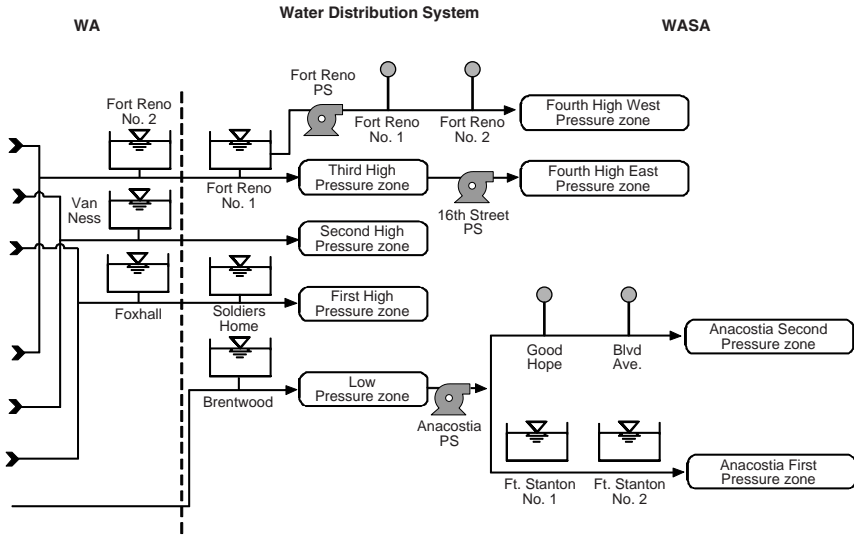 Water Distribution System
WA
WASA
Fort Reno
PS
Fort Reno
No. 2
Fort Reno
No. 1
Fort Reno
No. 2
Fourth High West
Pressure zone
Fort Reno
No. 1
Third High
Pressure zone
16th Street
PS
Fourth High East
Pressure zone
Van
Ness
Second High
Pressure zone
Foxhall
Soldiers
Home
First High
Pressure zone
Good
Hope
Blvd
Ave.
Anacostia Second
Pressure zone
Brentwood
Low
Pressure zone
Anacostia
PS
Ft. Stanton
No. 1
Ft. Stanton
No. 2
Anacostia First
Pressure zone